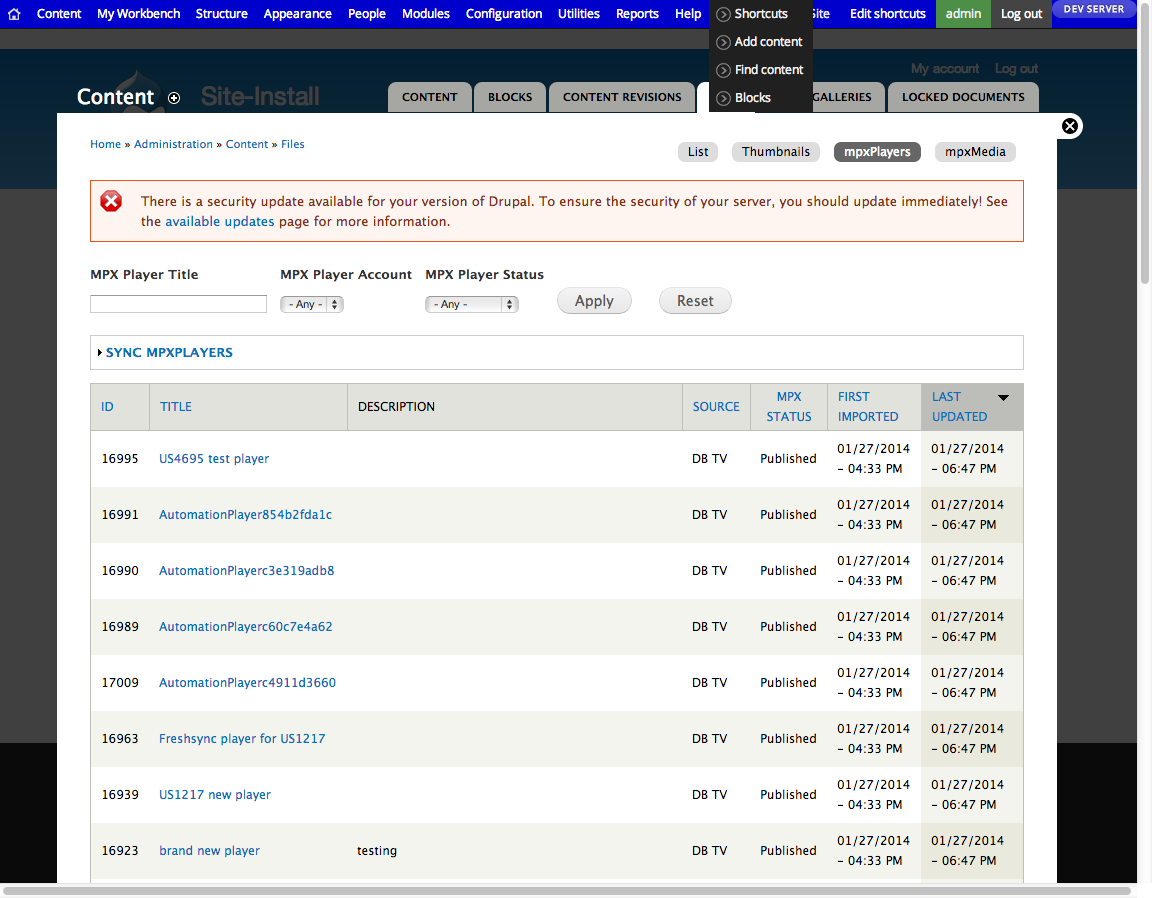 Content My Workbench Structure Appearance People Modules Configuration Utilities Reports Help Shortcuts Edit shortcuts admin Log out DEV SERVER
Add content
Find content
Blocks
My account Log out
Content Site-Install
CONTENT BLOCKS CONTENT REVISIONS GALLERIES LOCKED DOCUMENTS
Home » Administration » Content » Files
List Thumbnails mpxPlayers mpxMedia
There is a security update available for your version of Drupal. To ensure the security of your server, you should update immediately! See
the available updates page for more information.
MPX Player Title MPX Player Account MPX Player Status
- Any - - Any - Apply Reset
SYNC MPXPLAYERS
ID TITLE DESCRIPTION SOURCE MPX STATUS FIRST IMPORTED LAST UPDATED
16995 US4695 test player DB TV Published 01/27/2014 – 04:33 PM 01/27/2014 – 06:47 PM
16991 AutomationPlayer854b2fda1c DB TV Published 01/27/2014 – 04:33 PM 01/27/2014 – 06:47 PM
16990 AutomationPlayerc3e319adb8 DB TV Published 01/27/2014 – 04:33 PM 01/27/2014 – 06:47 PM
16989 AutomationPlayerc60c7e4a62 DB TV Published 01/27/2014 – 04:33 PM 01/27/2014 – 06:47 PM
17009 AutomationPlayerc4911d3660 DB TV Published 01/27/2014 – 04:33 PM 01/27/2014 – 06:47 PM
16963 Freshsync player for US1217 DB TV Published 01/27/2014 – 04:33 PM 01/27/2014 – 06:47 PM
16939 US1217 new player DB TV Published 01/27/2014 – 04:33 PM 01/27/2014 – 06:47 PM
16923 brand new player testing DB TV Published 01/27/2014 – 04:33 PM 01/27/2014 – 06:47 PM